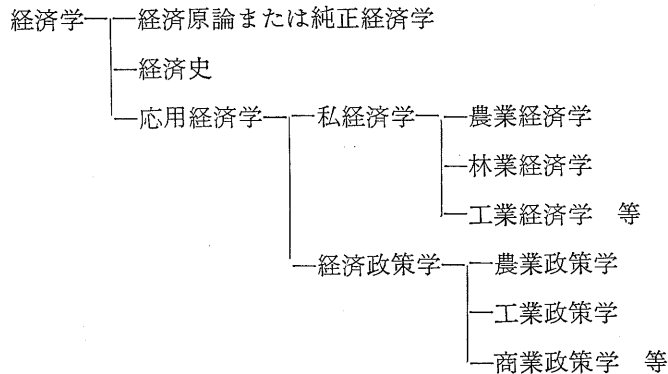 経済学 経済原論または純正経済学
経済史
応用経済学 私経済学 農業経済学
林業経済学
工業経済学 等
経済政策学 農業政策学
工業政策学
商業政策学 等